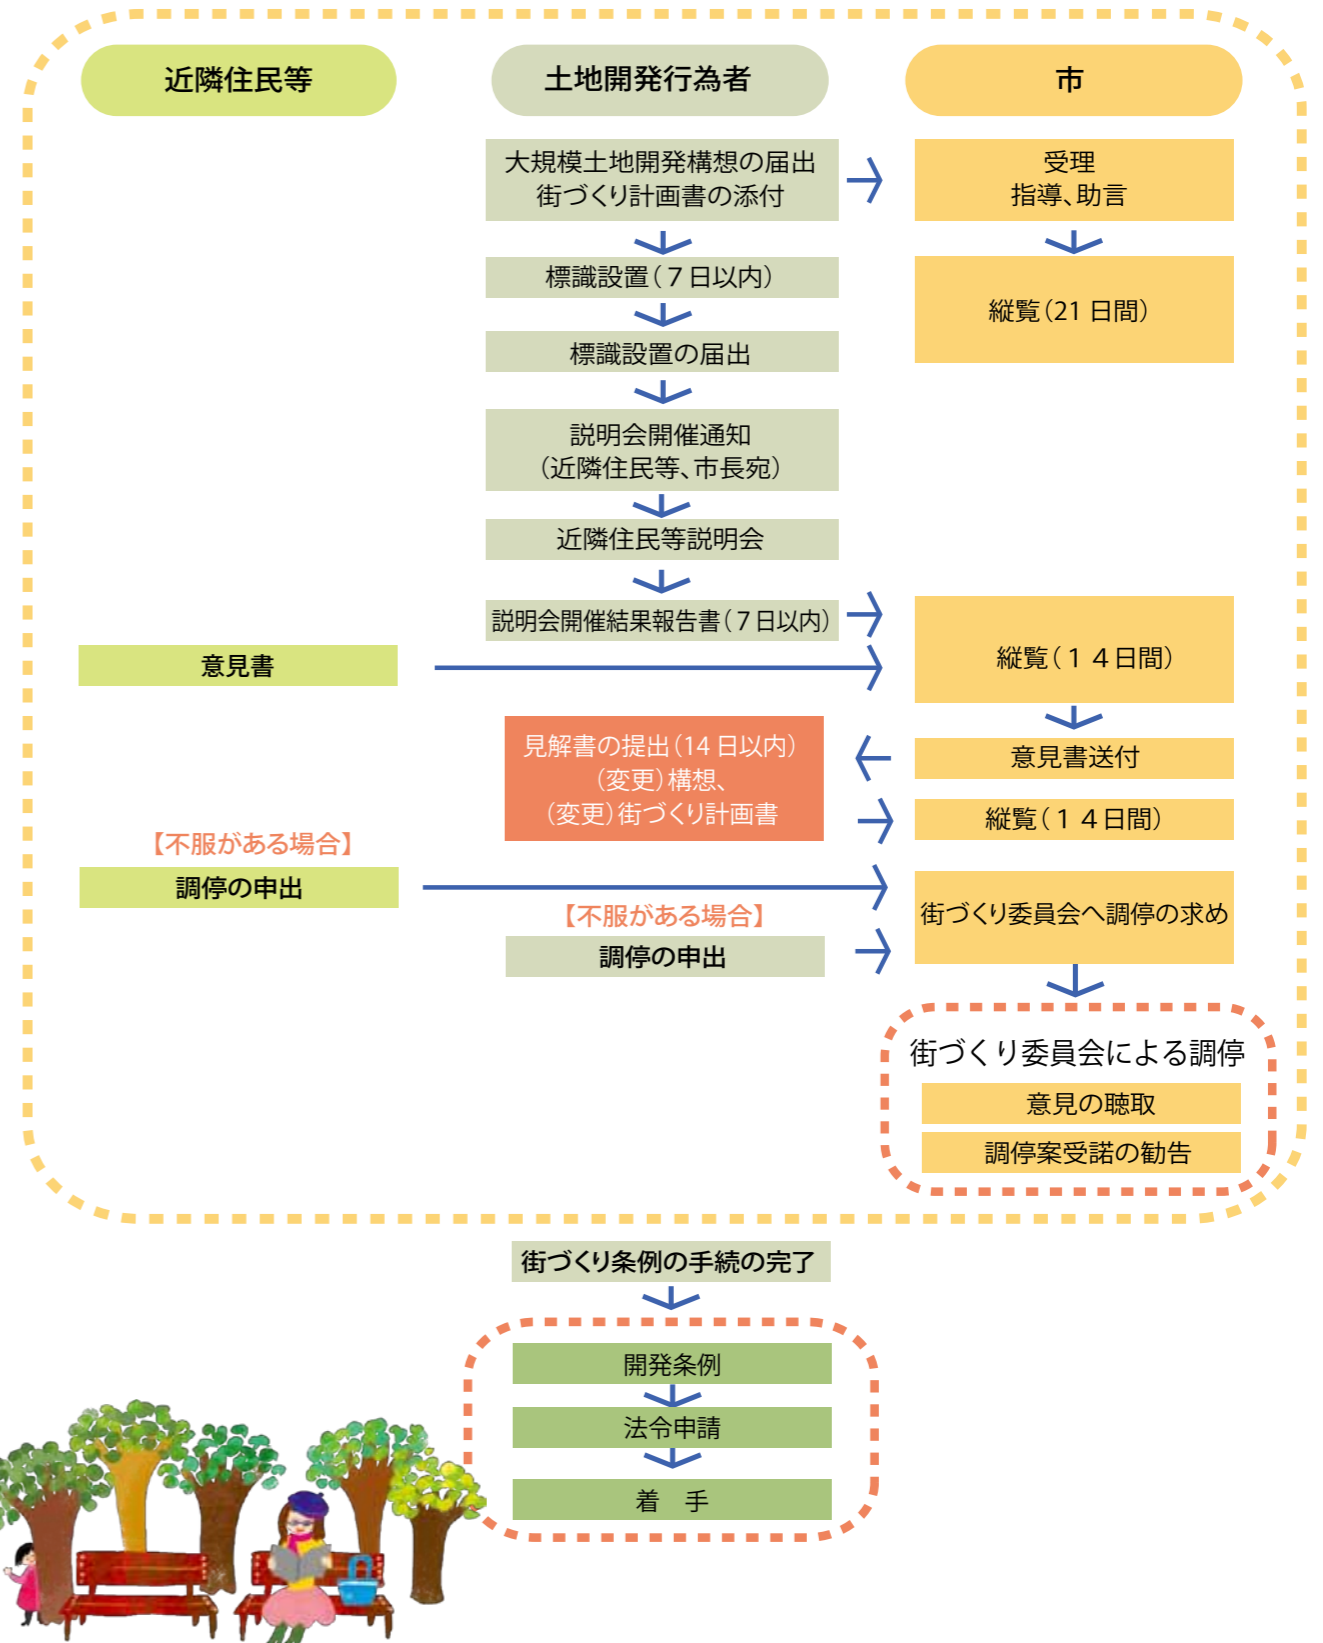 近隣住民等
土地開発行為者
市
大規模土地開発構想の届出
街づくり計画書の添付
受理
指導、助言
標識設置(7日以内)
縦覧(21日間)
標識設置の届出
説明会開催通知
(近隣住民等、市長宛)
近隣住民等説明会
説明会開催結果報告書(7日以内)
縦覧(14日間)
意見書
見解書の提出(14日以内)
(変更)構想、
(変更)街づくり計画書
意見書送付
縦覧(14日間)
【不服がある場合】
調停の申出
【不服がある場合】
調停の申出
街づくり委員会へ調停の求め
街づくり委員会による調停
意見の聴取
調停案受諾の勧告
街づくり条例の手続の完了
開発条例
法令申請
着 手